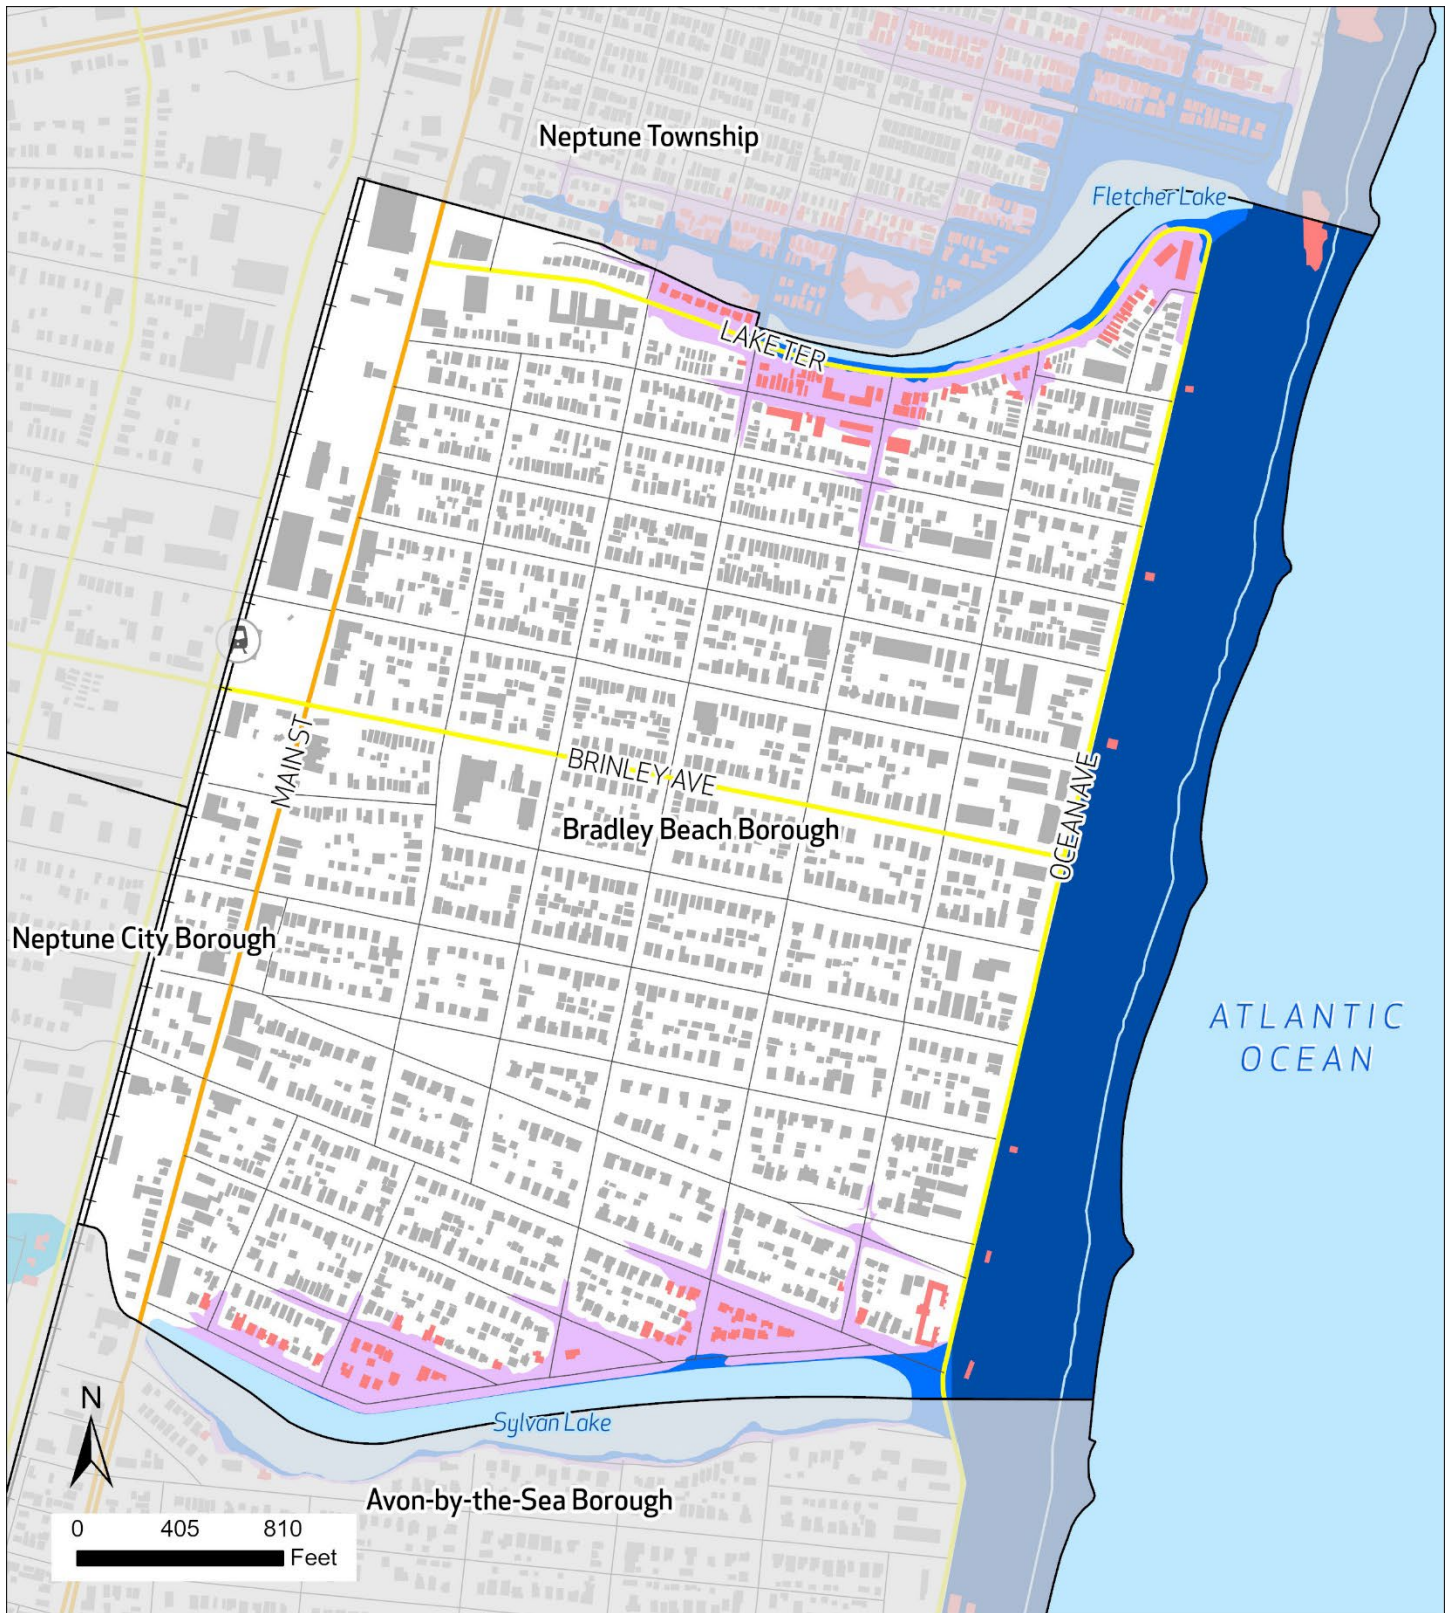 Neptune Township
Fletcher Lake
LAKE TER
MAIN ST
BRINLEY AVE
OCEAN AVE
Bradley Beach Borough
Neptune City Borough
ATLANTIC
OCEAN
Sylvan Lake
N
Avon-by-the-Sea Borough
0 405 810
Feet